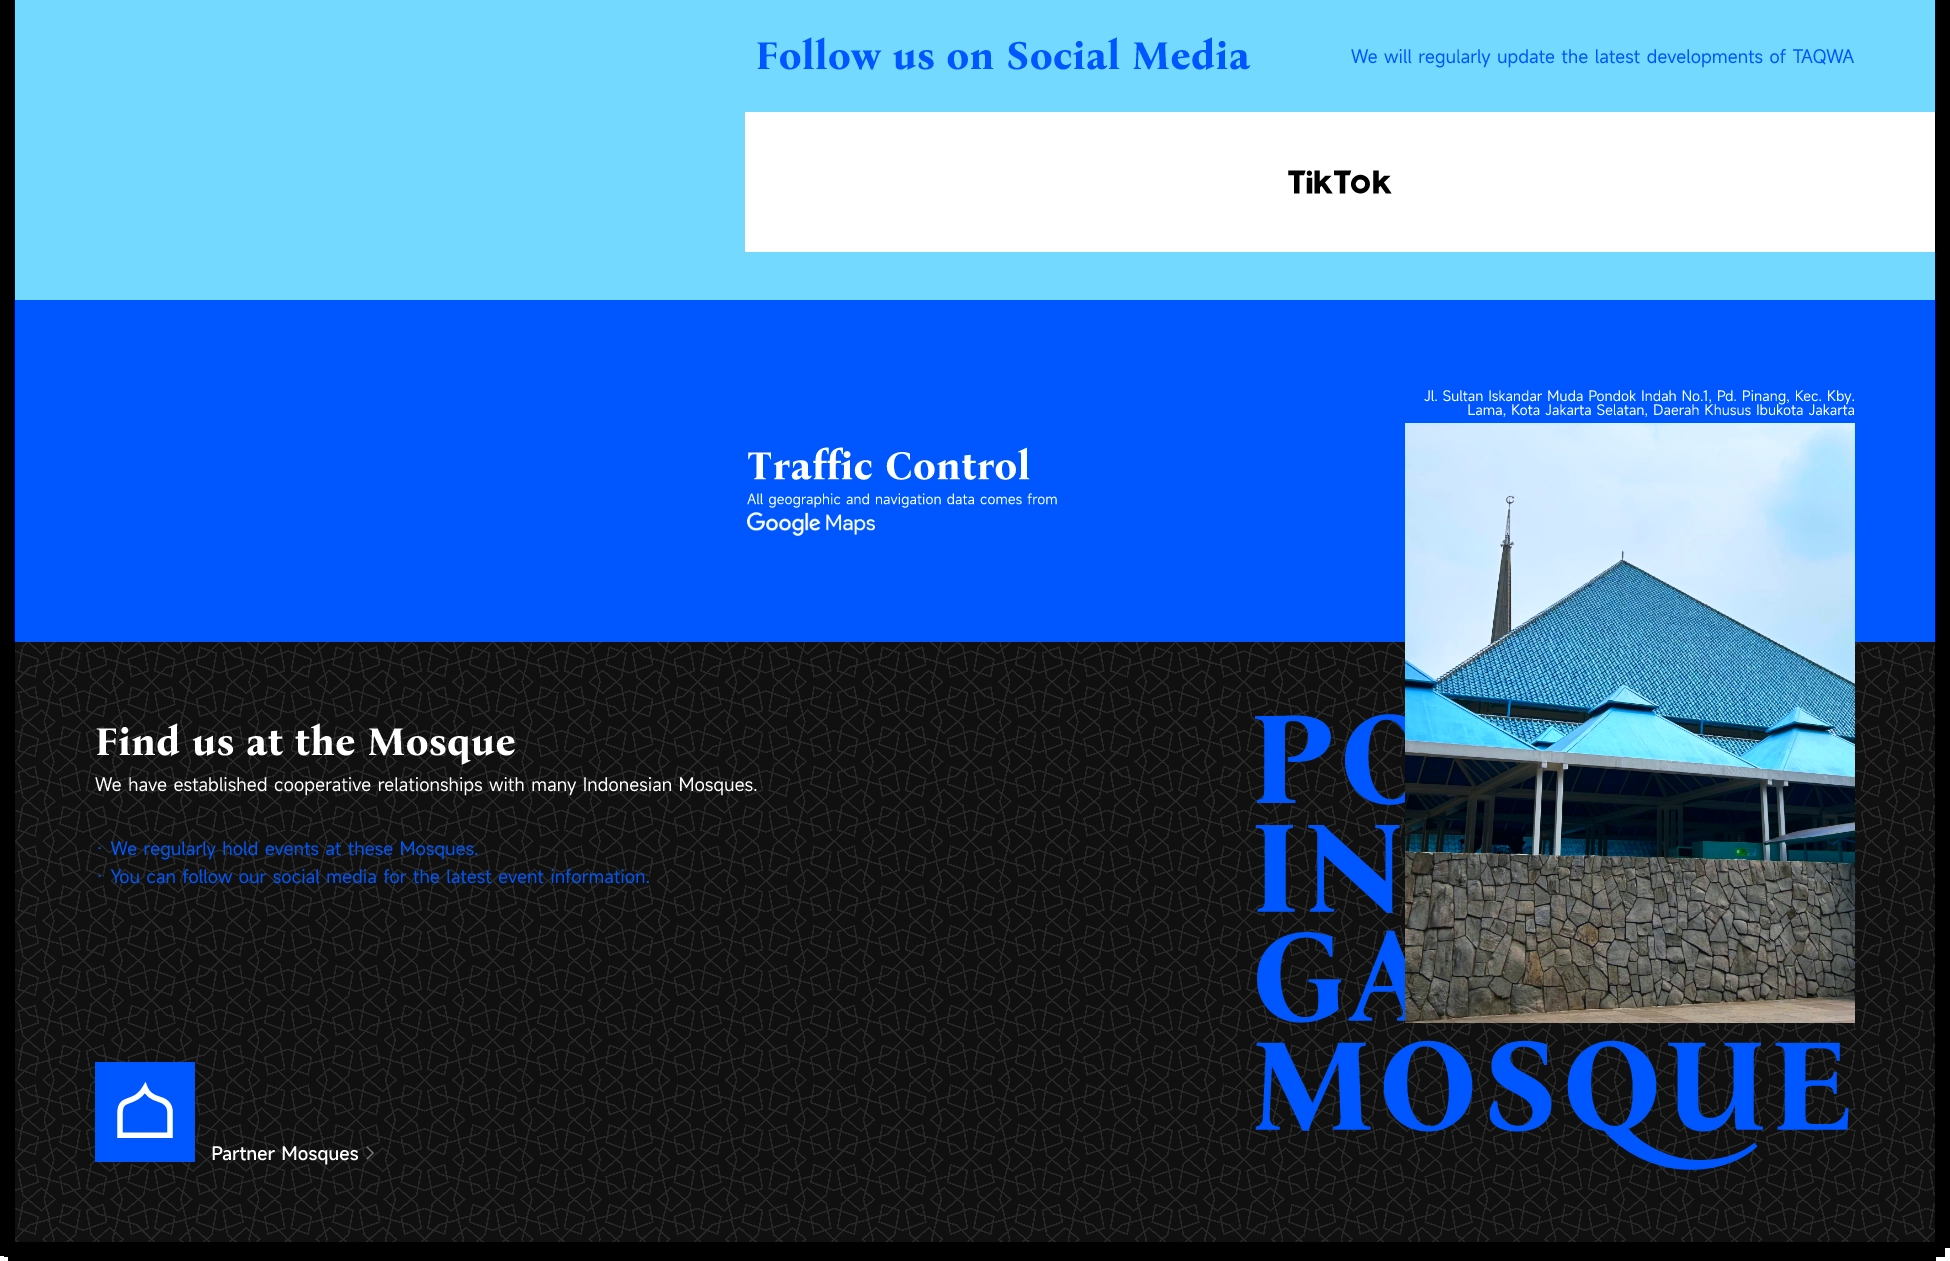 Follow us on Social Media
We will regularly update the latest developments of TAQWA
TikTok
Jl. Sultan Iskandar Muda Pondok Indah No.1, Pd. Pinang, Kec. Kby.
Lama, Kota Jakarta Selatan, Daerah Khusus Ibukota Jakarta
Traffic Control
All geographic and navigation data comes from
Google Maps
Find us at the Mosque
We have established cooperative relationships with many Indonesian Mosques.
· We regularly hold events at these Mosques.
· You can follow our social media for the latest event information.
PO
IN
GA
MOSQUE
Partner Mosques >